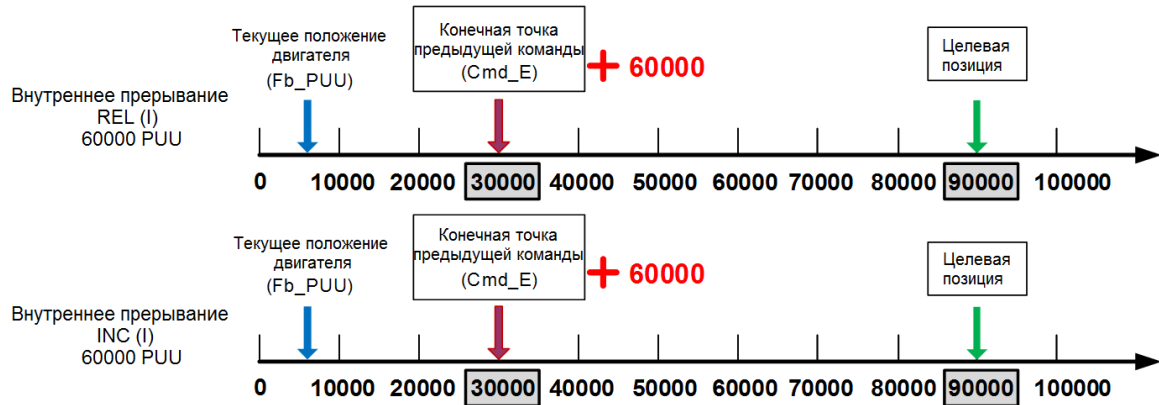 Текущее положение
двигателя
(Fb_PUU)
Конечная точка
предыдущей команды
(Cmd_E)
+ 60000
Целевая
позиция
Внутреннее прерывание
REL (I)
60000 PUU
0 10000 20000 30000 40000 50000 60000 70000 80000 90000 100000
Текущее положение
двигателя
(Fb_PUU)
Конечная точка
предыдущей команды
(Cmd_E)
+ 60000
Целевая
позиция
Внутреннее прерывание
INC (I)
60000 PUU
0 10000 20000 30000 40000 50000 60000 70000 80000 90000 100000